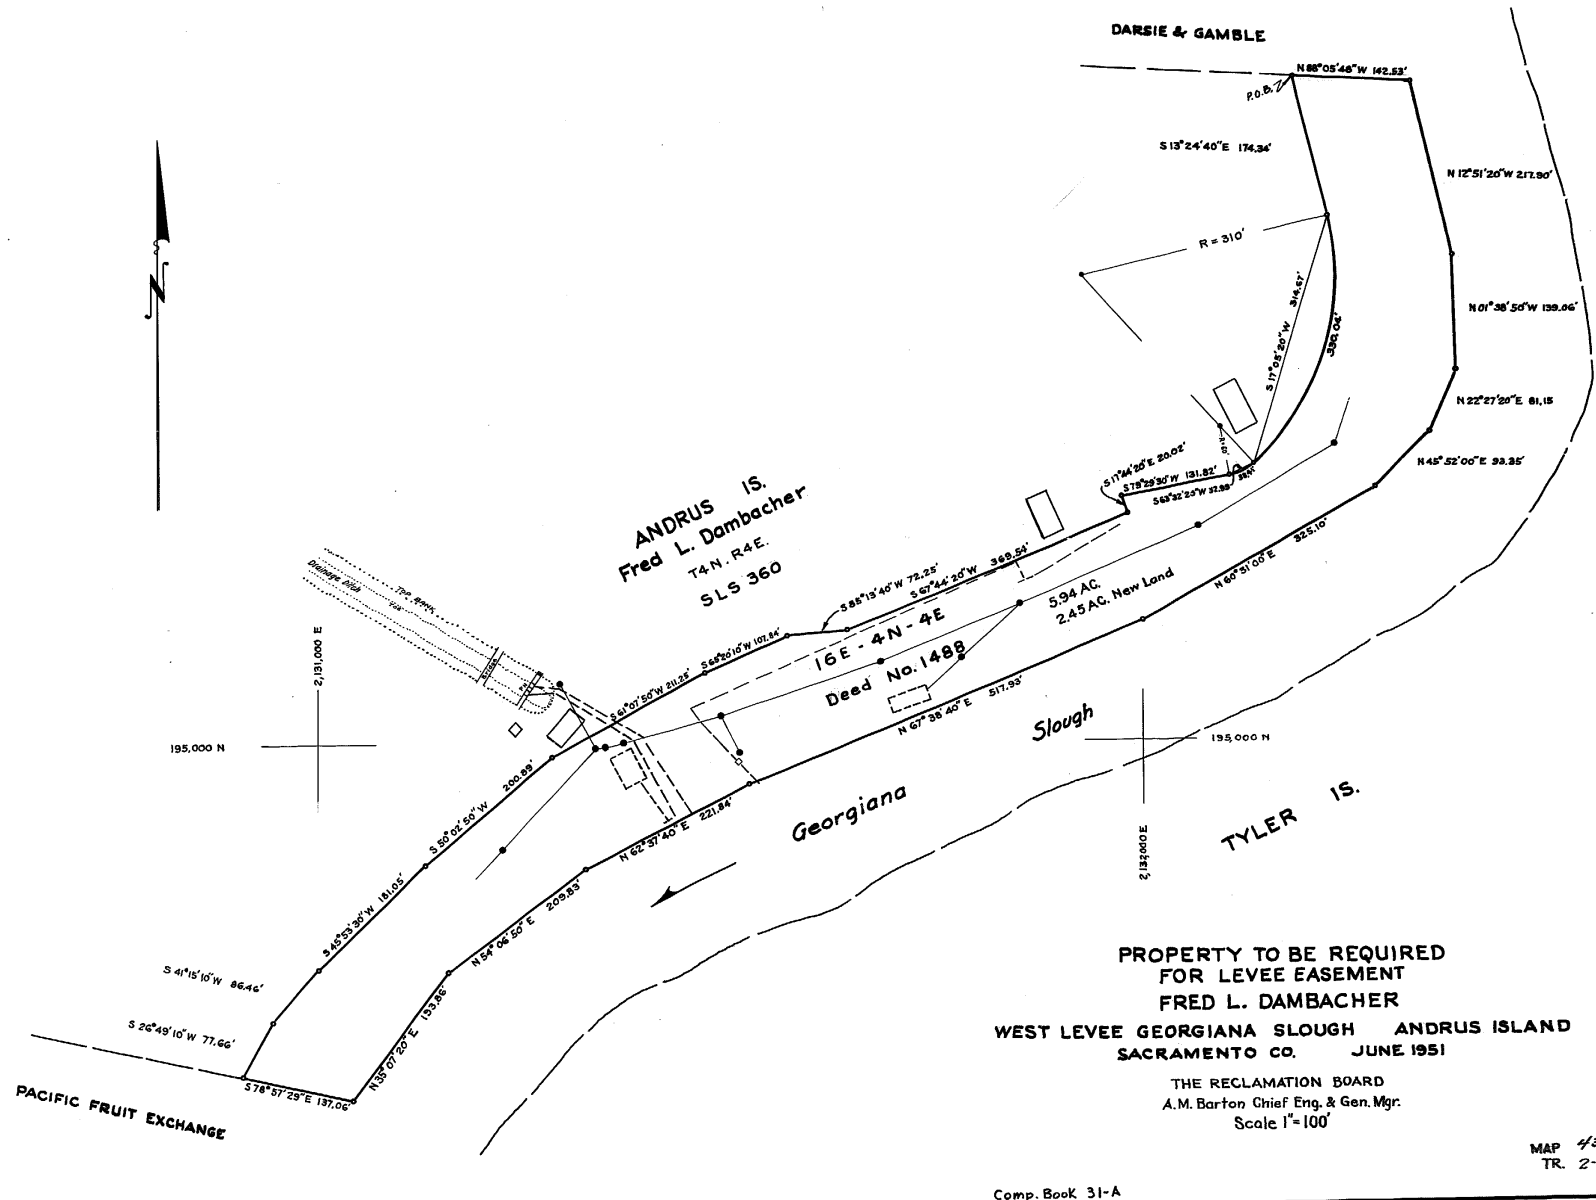 DARSIE & GAMBLE
N 88°05'48"W 142.53'
P.O.B.
S 13°24'40"E 174.34'
N 12°51'20"W 217.90'
R = 310'
N 01°38'50"W 139.06'
S 17°05'20"W 314.67'
330.04'
N 22°27'20"E 81.15
N 45°52'00"E 93.35'
S 17°44'20"E 20.02'
S 79°29'30"W 131.82'
S 63°32'20"W 32.98'
ANDRUS IS.
Fred L. Dambacher
T4N. R4E.
SLS 360
S 67°44'20"W 369.54'
S 85°13'40"W 72.25'
S 65°20'10"W 107.84'
S 61°07'50"W 211.25'
N 60°31'00"E 325.10'
5.94 AC.
2.45 AC. New Land
16E - 4N - 4E
Deed No. 1488
Drainage Ditch
TOP BANK
BRIDGE
2,131,000 E
195,000 N
N 67°38'40"E 517.93'
Slough
195,000 N
S 50°02'50"W 200.89'
N 62°37'40"E 221.84'
Georgiana
TYLER IS.
2,132,000 E
S 45°53'30"W 181.05'
N 54°06'50"E 209.83'
S 41°15'10"W 86.46'
S 26°49'10"W 77.66'
N 35°07'20"E 193.86'
S 78°57'29"E 137.06'
PACIFIC FRUIT EXCHANGE
PROPERTY TO BE REQUIRED
FOR LEVEE EASEMENT
FRED L. DAMBACHER
WEST LEVEE GEORGIANA SLOUGH ANDRUS ISLAND
SACRAMENTO CO. JUNE 1951
THE RECLAMATION BOARD
A.M. Barton Chief Eng. & Gen. Mgr.
Scale 1"=100'
MAP
TR. 2-
Comp. Book 31-A